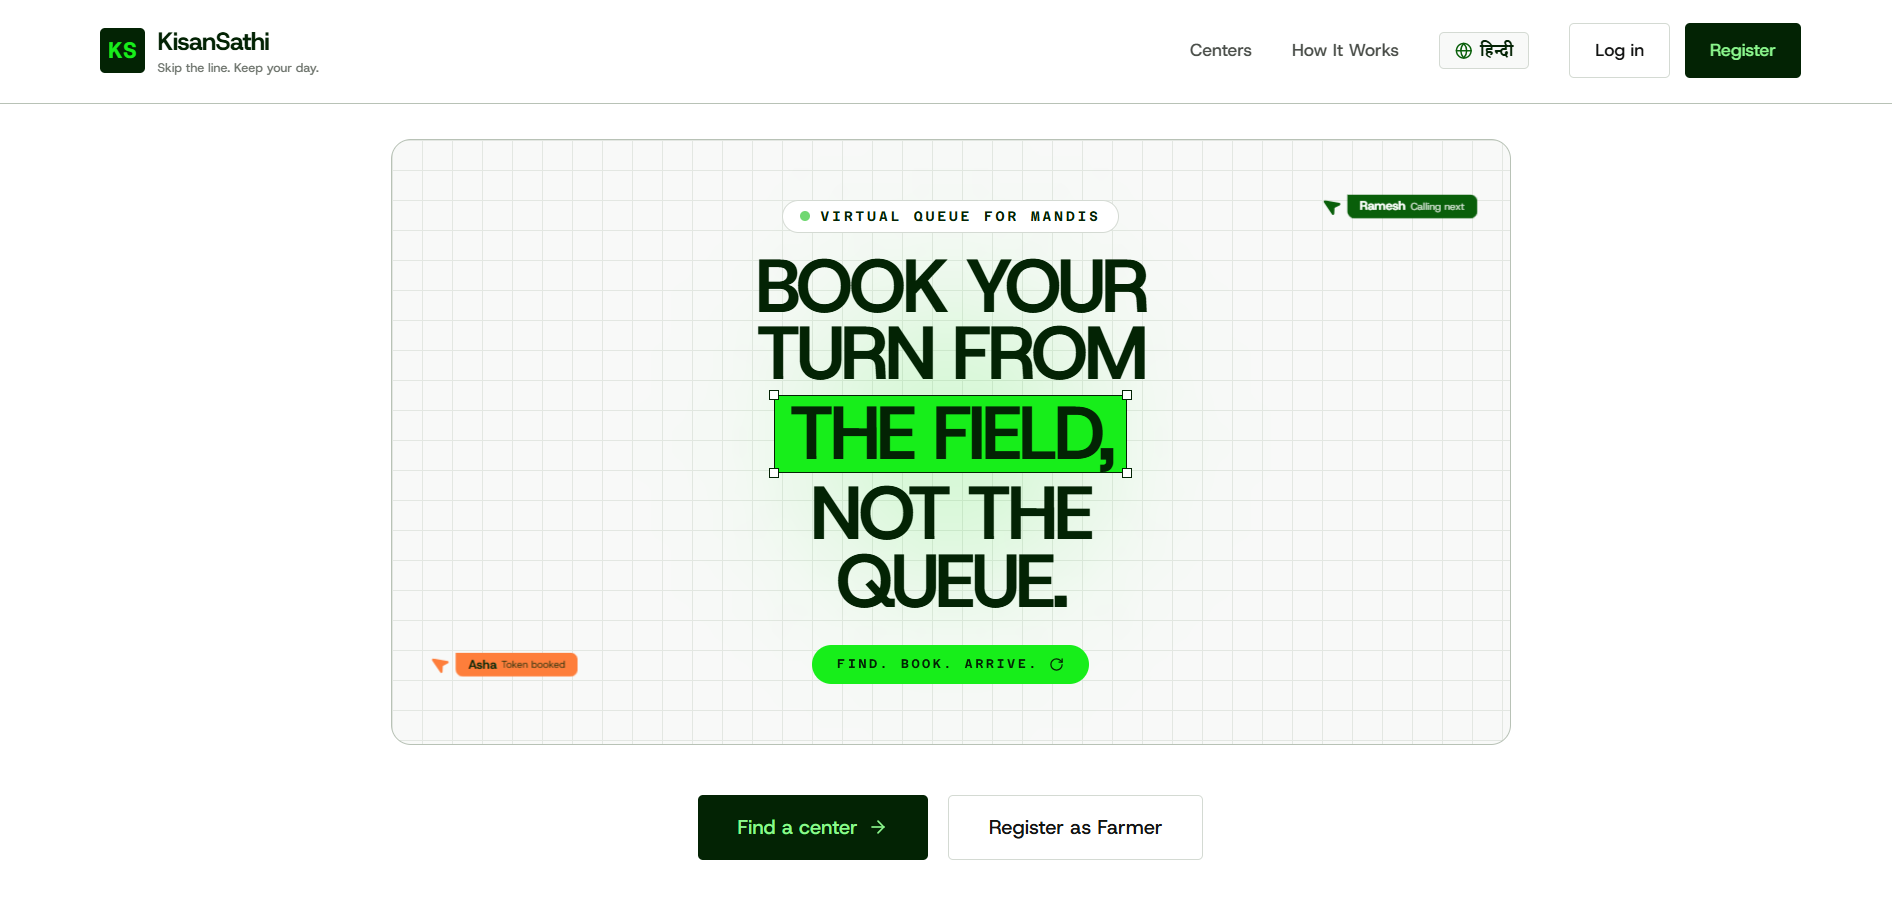 KS
KisanSathi
Skip the line. Keep your day.
Centers
How It Works
हिन्दी
Log in
Register
VIRTUAL QUEUE FOR MANDIS
Ramesh Calling next
BOOK YOUR
TURN FROM
THE FIELD,
NOT THE
QUEUE.
Asha Token booked
FIND. BOOK. ARRIVE.
Find a center
Register as Farmer